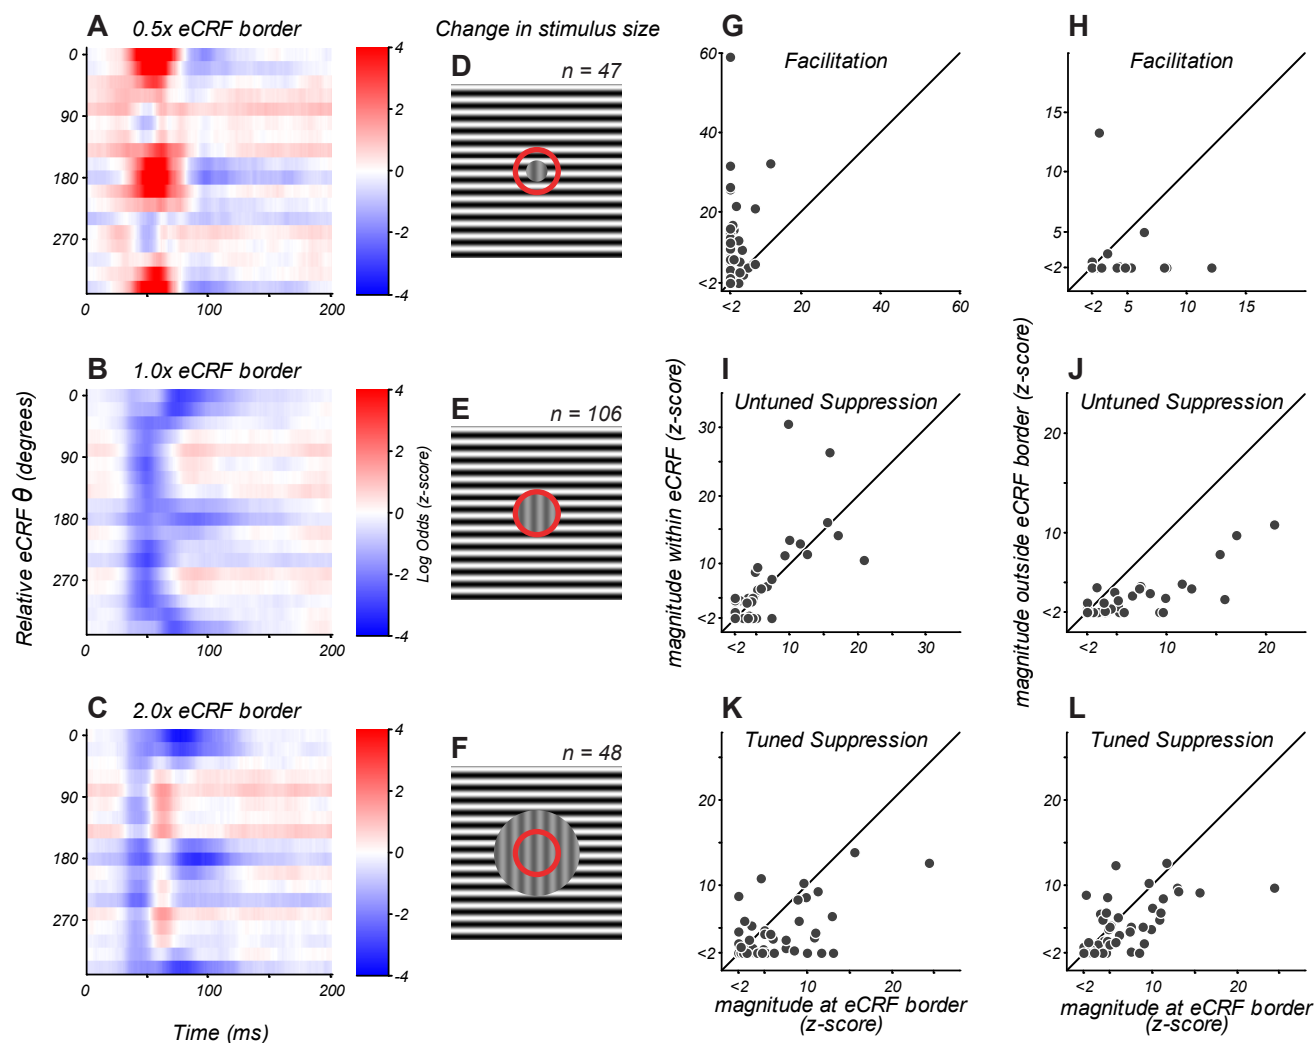 A 0.5x eCRF border
Change in stimulus size
G
H
0
90
180
270
0 100 200
4
2
0
-2
-4
D
n = 47
Facilitation
60
40
20
<2
<2 20 40 60
Facilitation
15
10
5
<2
<2 5 10 15
B 1.0x eCRF border
0
90
180
270
0 100 200
4
2
0
-2
-4
Log Odds (z-score)
Relative eCRF θ (degrees)
E
n = 106
I
Untuned Suppression
30
20
10
<2
<2 10 20 30
magnitude within eCRF (z-score)
J
Untuned Suppression
20
10
<2
<2 10 20
magnitude outside eCRF border (z-score)
C 2.0x eCRF border
0
90
180
270
0 100 200
Time (ms)
4
2
0
-2
-4
F
n = 48
K
Tuned Suppression
20
10
<2
<2 10 20
magnitude at eCRF border
(z-score)
L
Tuned Suppression
20
10
<2
<2 10 20
magnitude at eCRF border
(z-score)